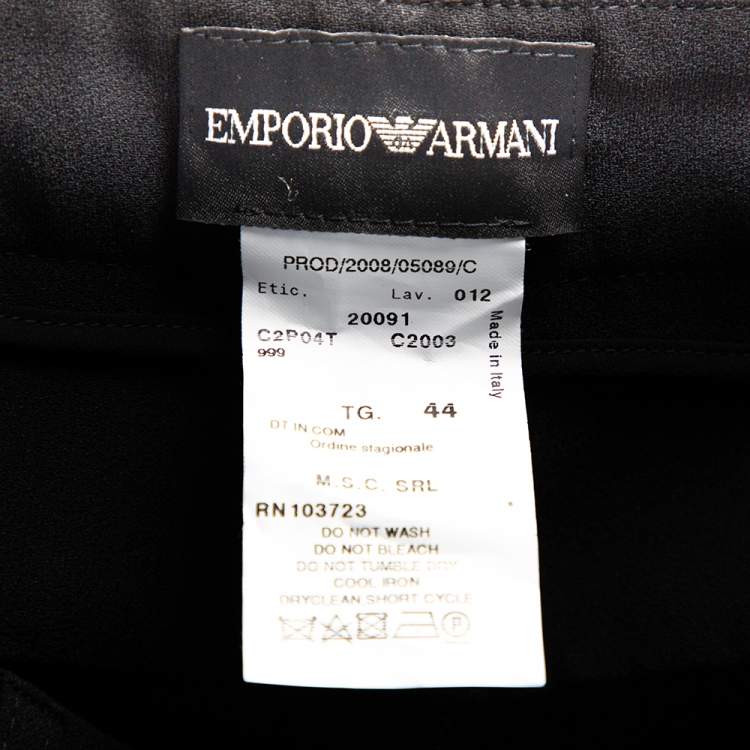 EMPORIO ARMANI
PROD/2008/05089/C
Etic. Lav. 012
20091
C2P04T C2003
999
Made in Italy
TG. 44
DT IN COM
Ordine stagionale
M.S.C. SRL
RN 103723
DO NOT WASH
DO NOT BLEACH
DO NOT TUMBLE DRY
COOL IRON
DRYCLEAN SHORT CYCLE
P